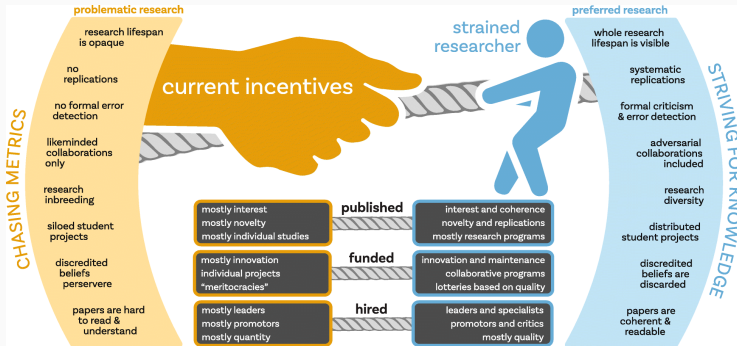 problematic research
CHASING METRICS
research lifespan
is opaque
no
replications
no formal error
detection
likeminded
collaborations
only
research
inbreeding
siloed student
projects
discredited
beliefs
perservere
papers are hard
to read &
understand
current incentives
strained
researcher
published
mostly interest
mostly novelty
mostly individual studies
interest and coherence
novelty and replications
mostly research programs
funded
mostly innovation
individual projects
“meritocracies”
innovation and maintenance
collaborative programs
lotteries based on quality
hired
mostly leaders
mostly promotors
mostly quantity
leaders and specialists
promotors and critics
mostly quality
preferred research
STRIVING FOR KNOWLEDGE
whole research
lifespan is visible
systematic
replications
formal criticism
& error detection
adversarial
collaborations
included
research
diversity
distributed
student projects
discredited
beliefs are
discarded
papers are
coherent &
readable